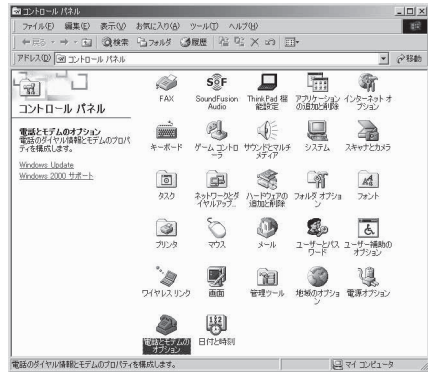 コントロール パネル
ファイル(F) 編集(E) 表示(V) お気に入り(A) ツール(T) ヘルプ(H)
戻る 検索 フォルダ 履歴
アドレス(D) コントロール パネル 移動
コントロール パネル
電話とモデムのオプション
電話のダイヤル情報とモデムのプロパ
ティを構成します。
Windows Update
Windows 2000 サポート
FAX
SoundFusion
Audio
ThinkPad 機
能設定
アプリケーション
の追加と削除
インターネット オ
プション
キーボード
ゲーム コントロ
ーラ
サウンドとマルチ
メディア
システム
スキャナとカメラ
タスク
ネットワークとダ
イヤルアップ...
ハードウェアの
追加と削除
フォルダ オプショ
ン
フォント
プリンタ
マウス
メール
ユーザーとパス
ワード
ユーザー補助の
オプション
ワイヤレス リンク
画面
管理ツール
地域のオプショ
ン
電源オプション
電話とモデムの
オプション
日付と時刻
電話のダイヤル情報とモデムのプロパティを構成します。 マイ コンピュータ